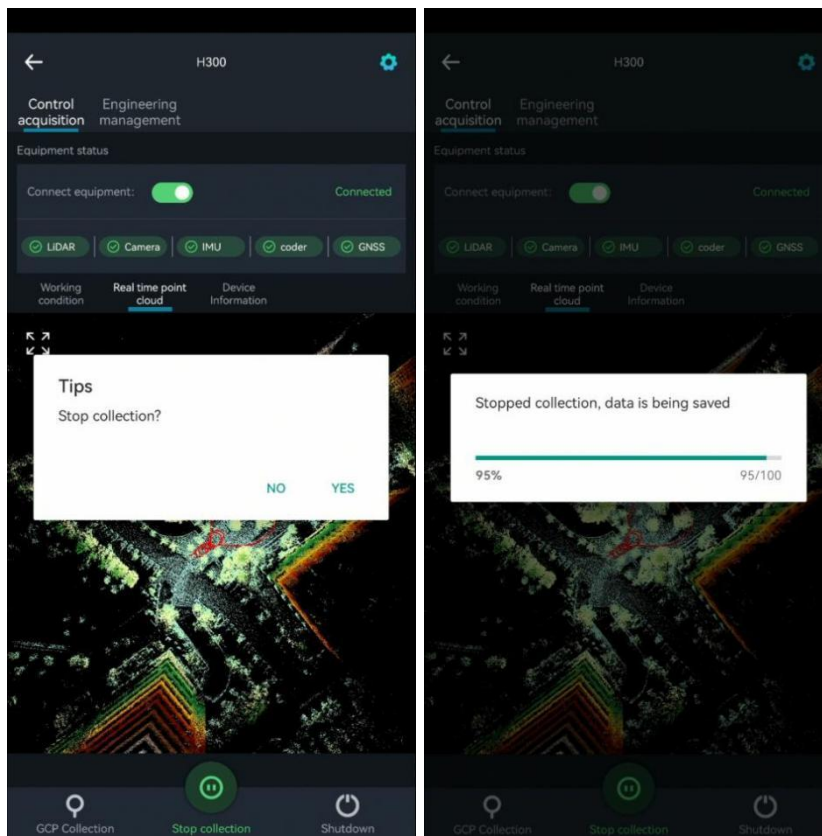 H300
Control
acquisition
Engineering
management
Equipment status
Connect equipment:
Connected
LiDAR
Camera
IMU
coder
GNSS
Working
condition
Real time point
cloud
Device
Information
Tips
Stop collection?
NO
YES
GCP Collection
Stop collection
Shutdown
H300
Control
acquisition
Engineering
management
Equipment status
Connect equipment:
Connected
LiDAR
Camera
IMU
coder
GNSS
Working
condition
Real time point
cloud
Device
Information
Stopped collection, data is being saved
95%
95/100
GCP Collection
Stop collection
Shutdown